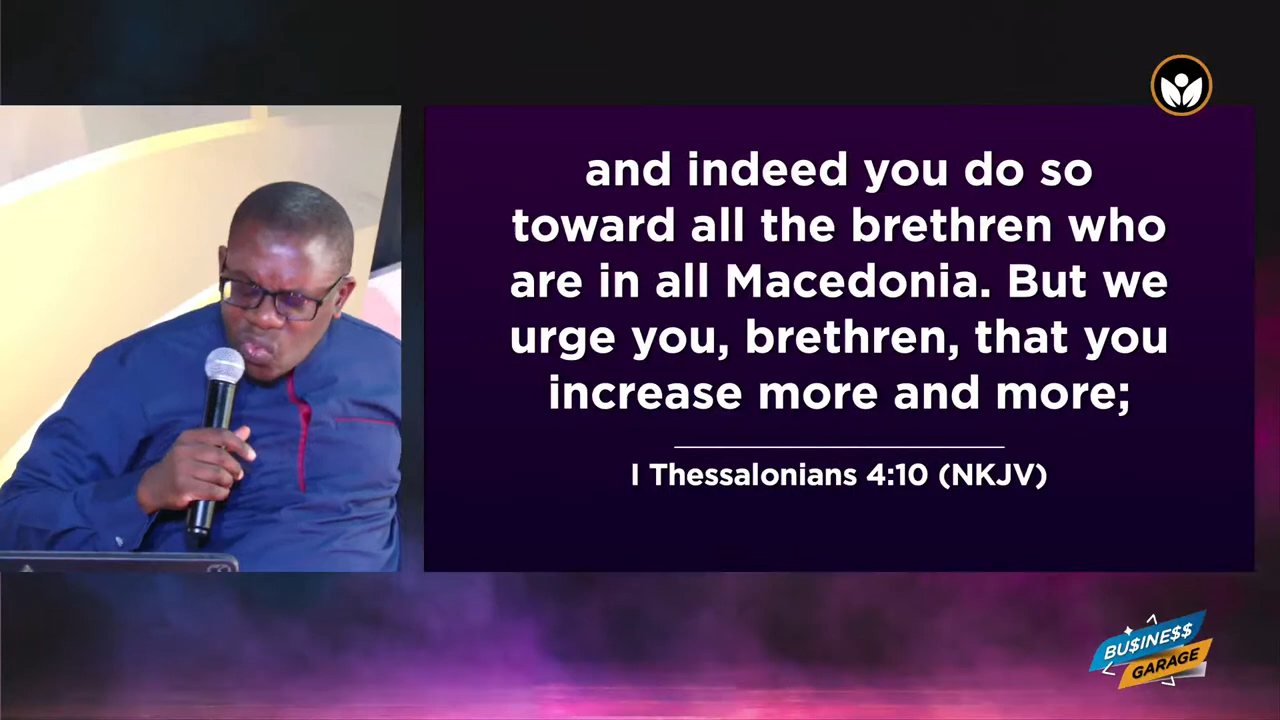 and indeed you do so
toward all the brethren who
are in all Macedonia. But we
urge you, brethren, that you
increase more and more;
I Thessalonians 4:10 (NKJV)
BU$INE$$
GARAGE